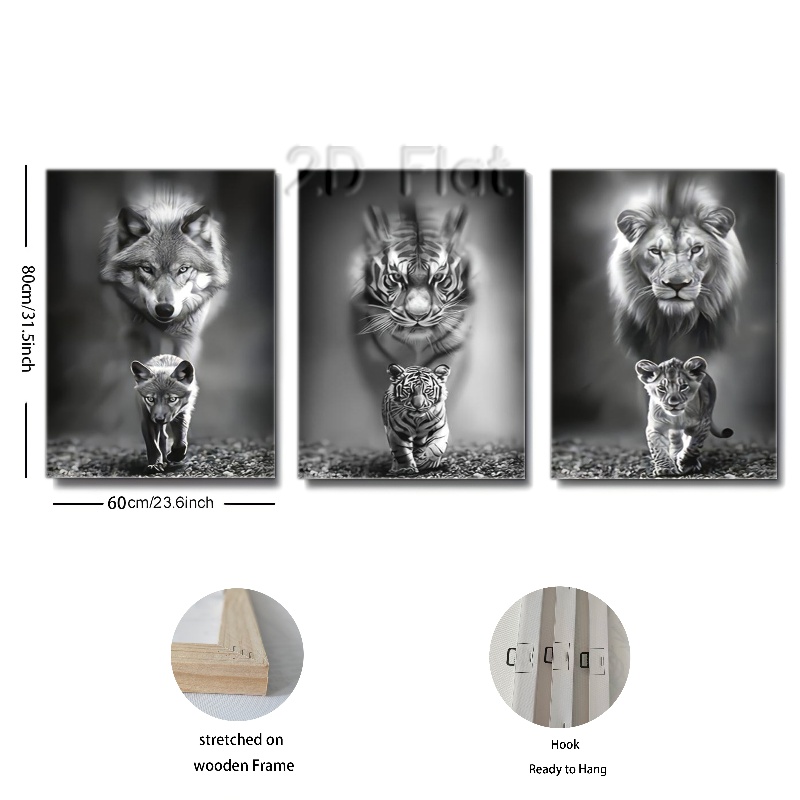 2D Flat
80cm/31.5inch
60cm/23.6inch
stretched on
wooden Frame
Hook
Ready to Hang